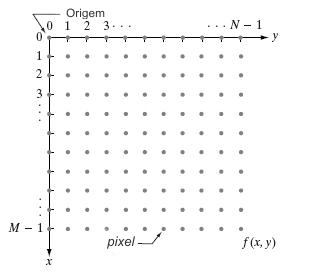 Origem
0 1 2 3 · · · · · · N − 1
0 y
1
2
3
·
·
·
·
·
·
M − 1
pixel f(x, y)
x